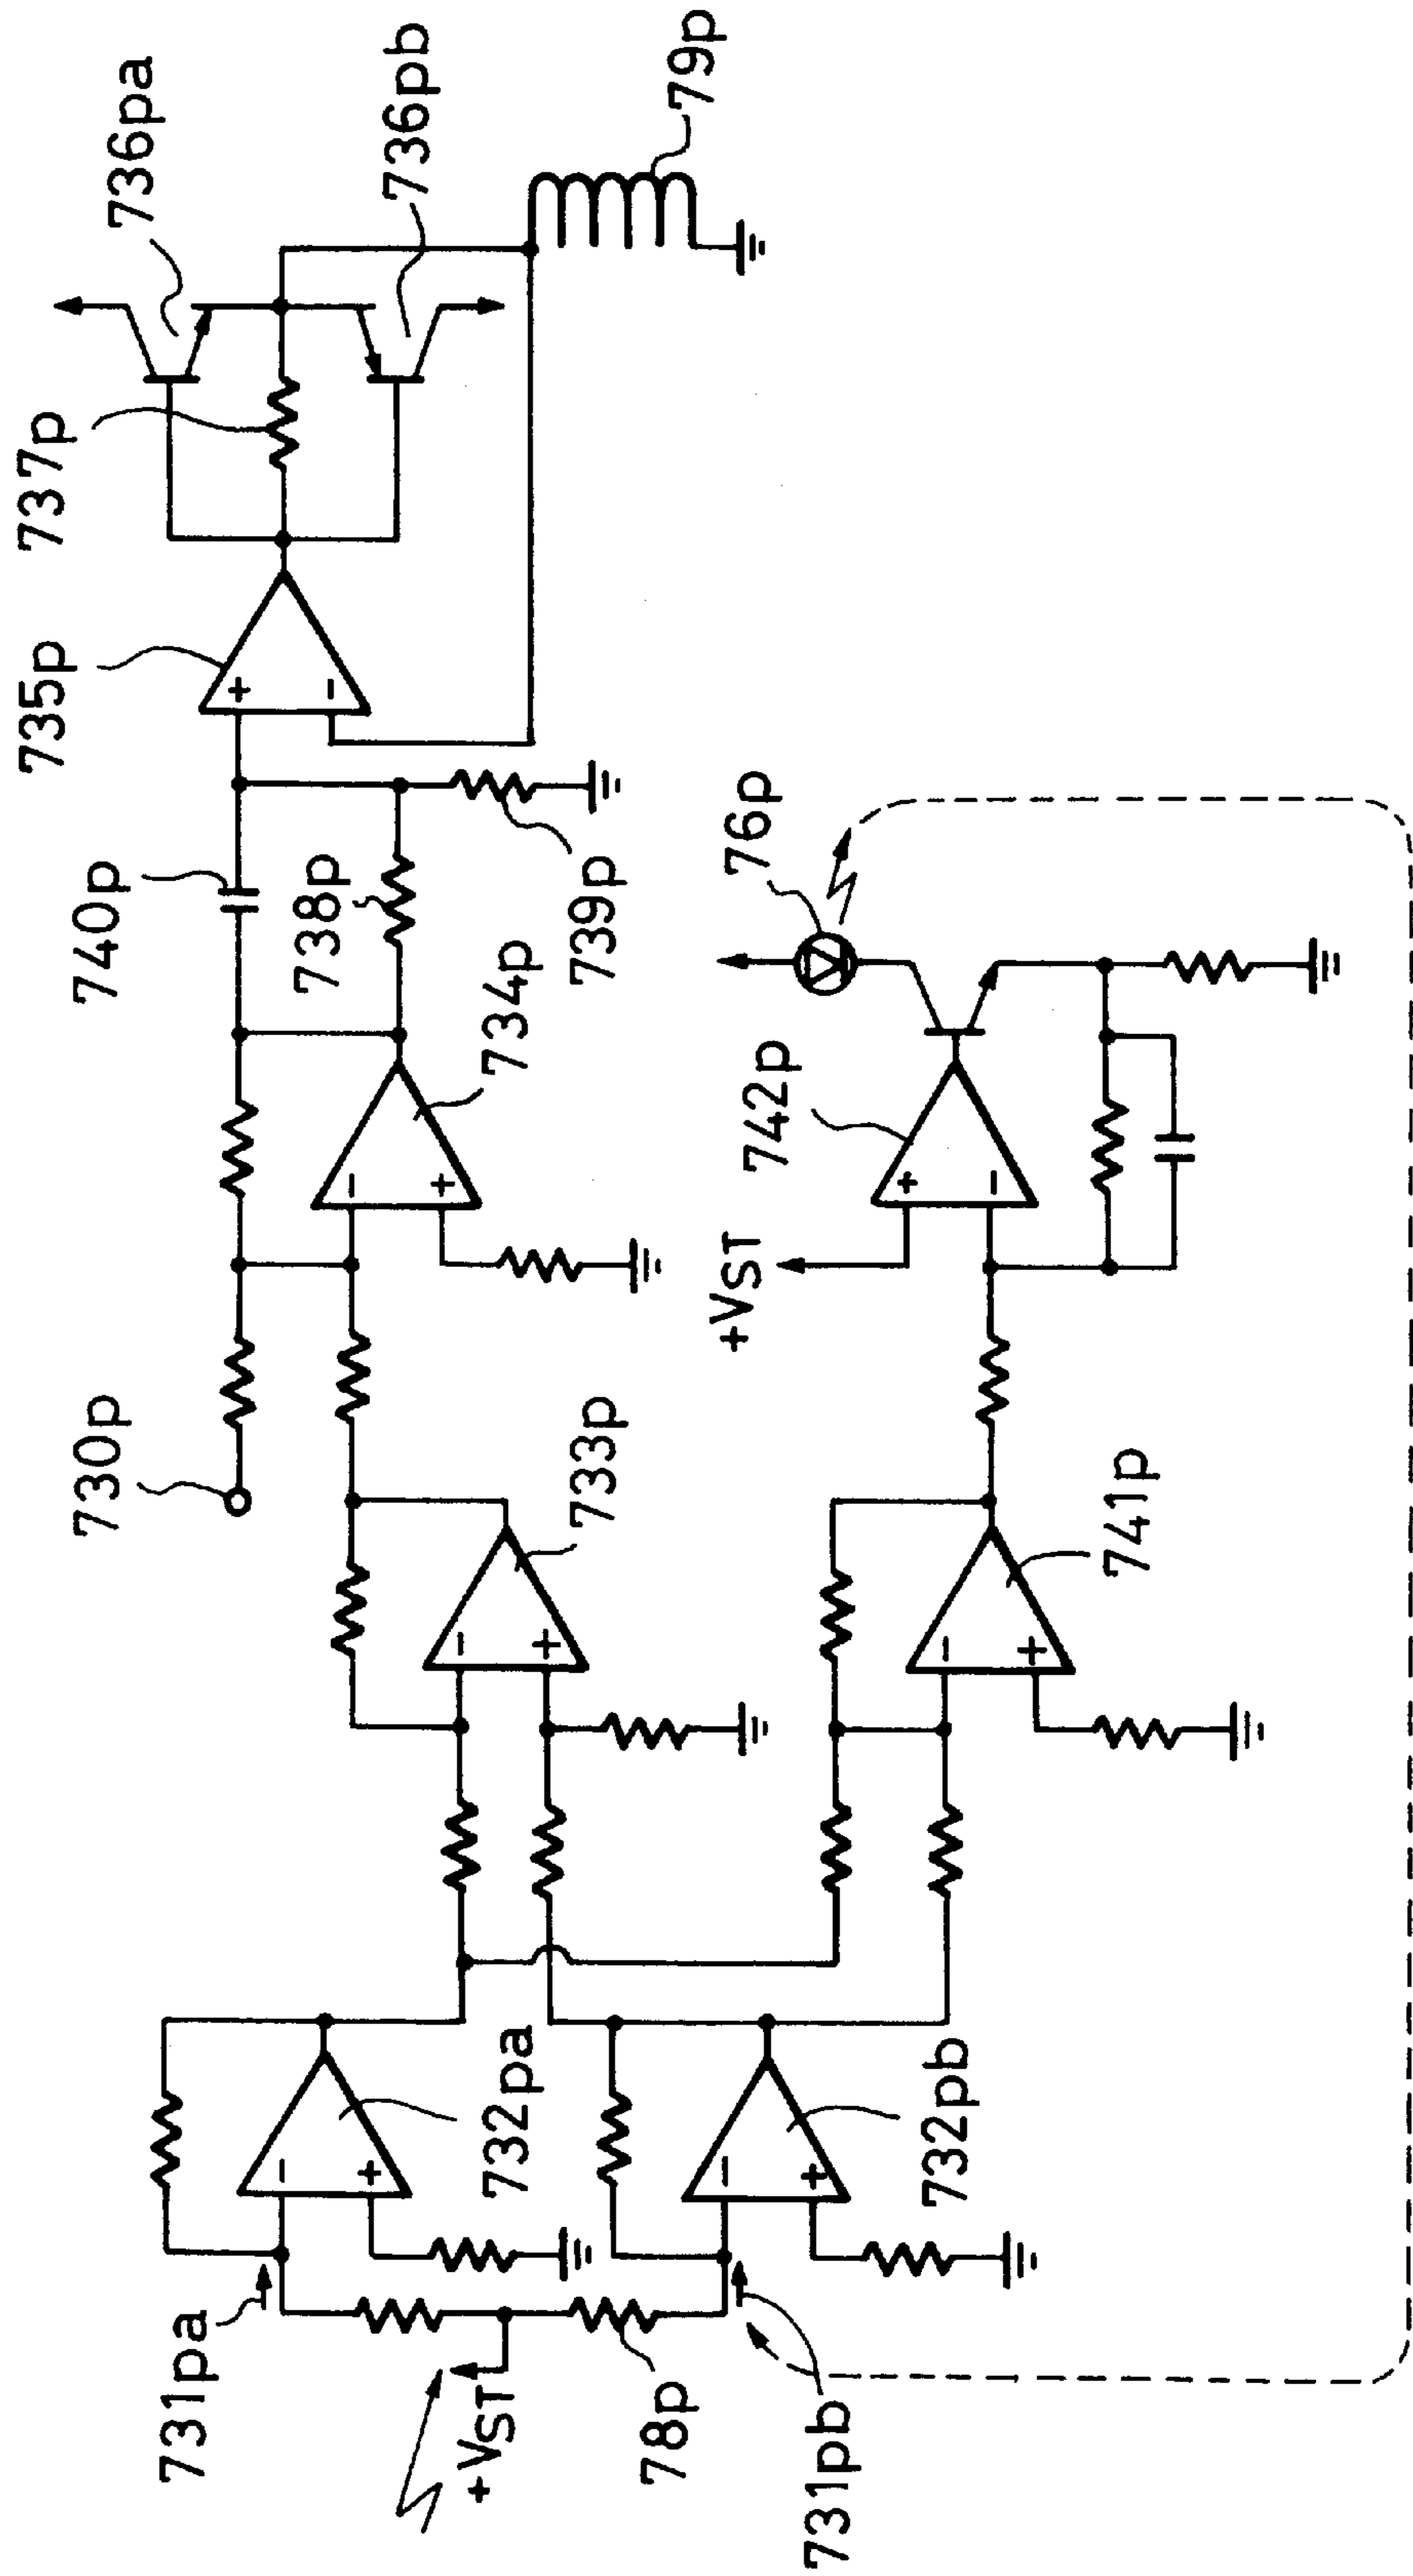 736pa
736pb
79p
737p
735p
740p
738p
739p
734p
76p
742p
+VST
730p
733p
741p
732pa
732pb
731pa
+VST
78p
731pb
+
−
−
+
+
−
−
+
−
+
−
+
−
+